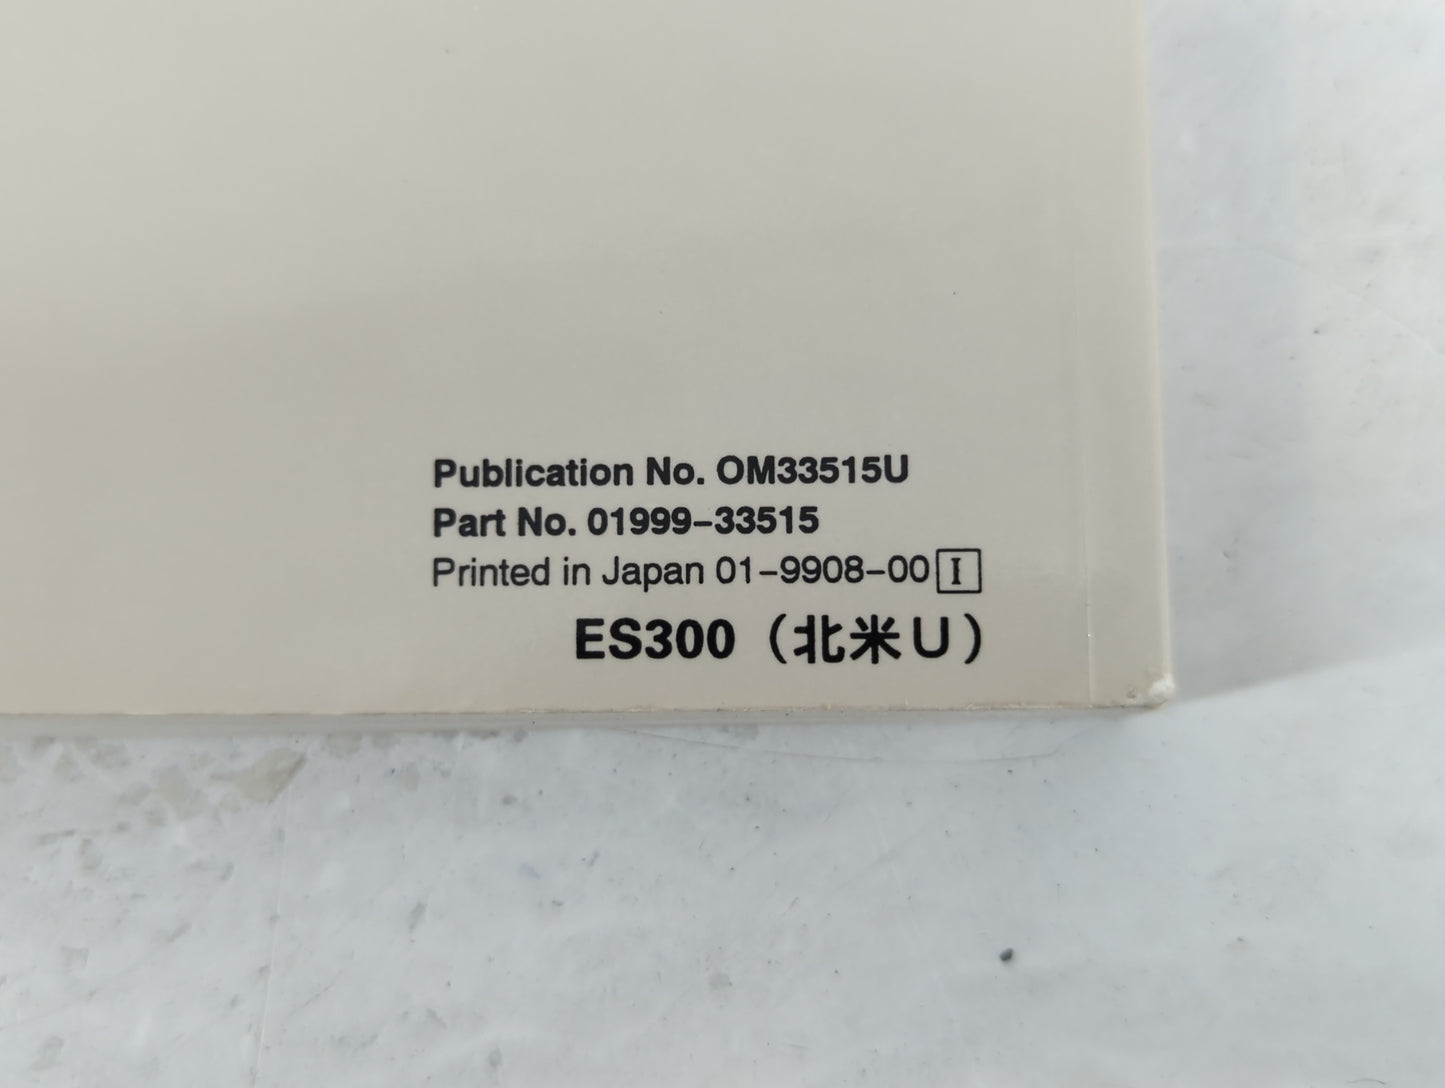 Publication No. OM33515U
Part No. 01999-33515
Printed in Japan 01-9908-00 I
ES300（北米U）